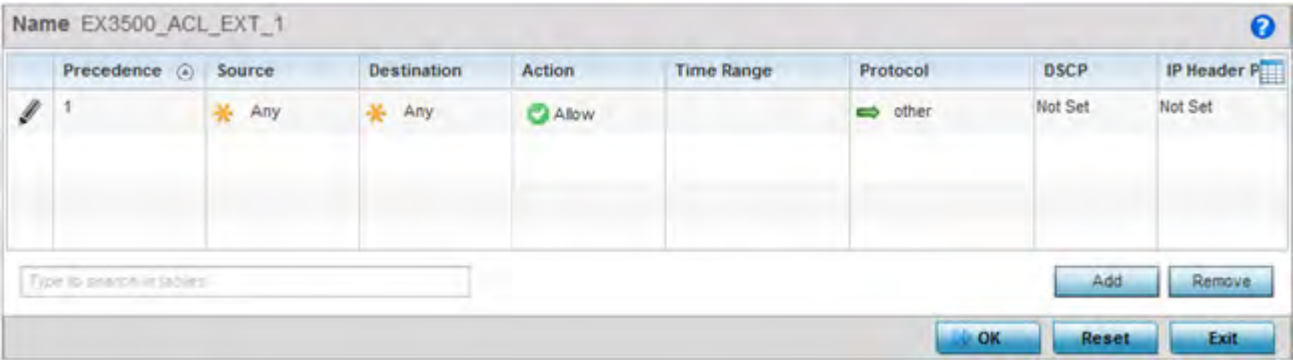 Name EX3500_ACL_EXT_1
?
Precedence Source Destination Action Time Range Protocol DSCP IP Header P
1 Any Any Allow other Not Set Not Set
Type to search in tables
Add Remove
OK Reset Exit